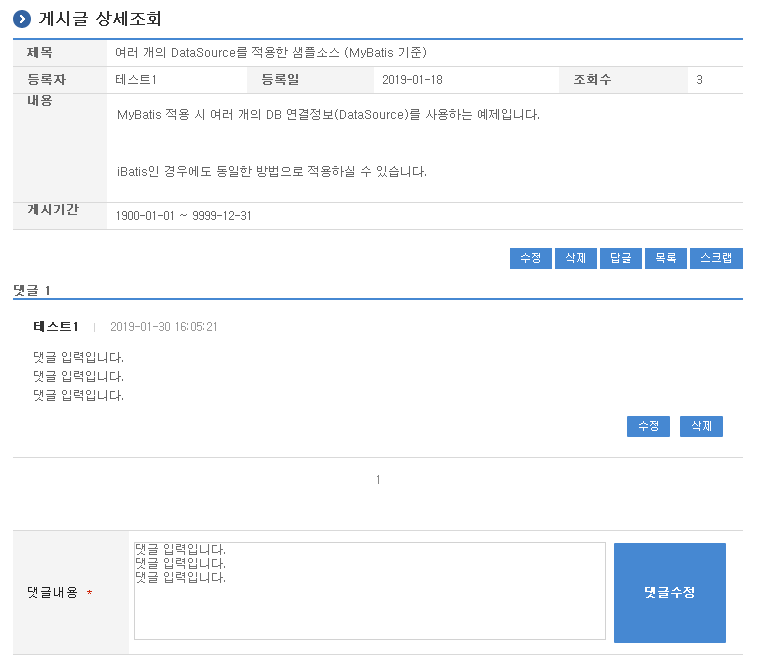 게시글 상세조회
제목 여러 개의 DataSource를 적용한 샘플소스 (MyBatis 기준)
등록자 테스트1 등록일 2019-01-18 조회수 3
내용
MyBatis 적용 시 여러 개의 DB 연결정보(DataSource)를 사용하는 예제입니다.
iBatis인 경우에도 동일한 방법으로 적용하실 수 있습니다.
게시기간 1900-01-01 ~ 9999-12-31
수정 삭제 답글 목록 스크랩
댓글 1
테스트1 2019-01-30 16:05:21
댓글 입력입니다.
댓글 입력입니다.
댓글 입력입니다.
수정 삭제
1
댓글내용 *
댓글 입력입니다.
댓글 입력입니다.
댓글 입력입니다.
댓글수정